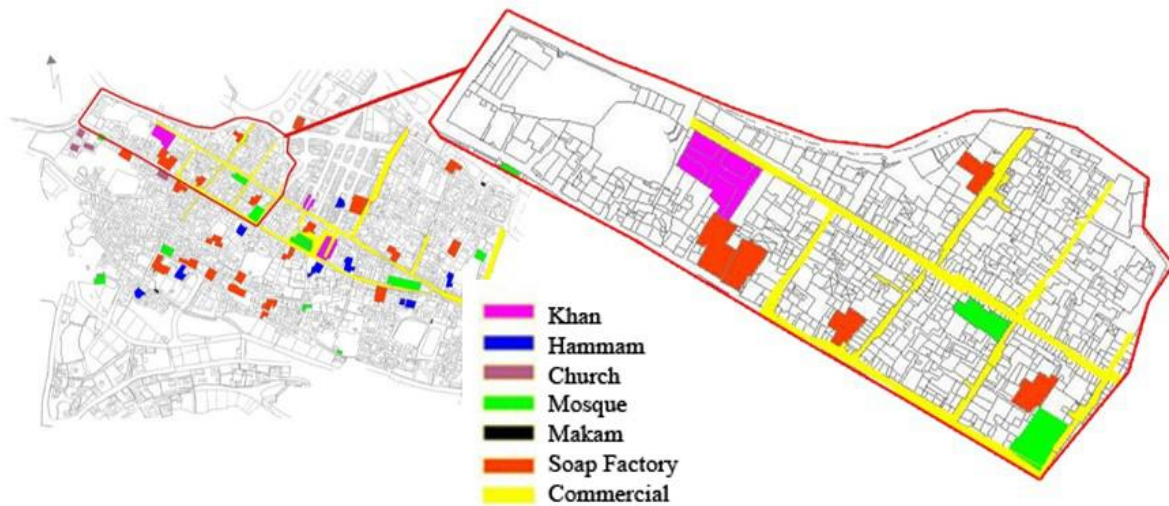 Khan
Hammam
Church
Mosque
Makam
Soap Factory
Commercial